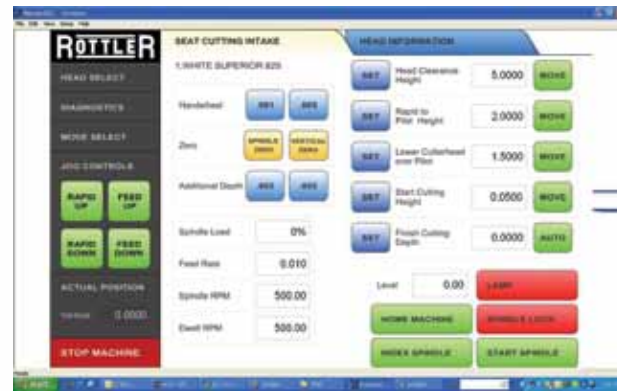 ROTTLER
HEAD SELECT
DIAGNOSTICS
MODE SELECT
JOG CONTROLS
RAPID UP
FEED UP
RAPID DOWN
FEED DOWN
ACTUAL POSITION
0.0000
STOP MACHINE
SEAT CUTTING INTAKE
1:WHITE SUPERIOR 825
Handwheel
.001
.005
Zero
SPINDLE ZERO
VERTICAL ZERO
Additional Depth
.002
.005
Spindle Load
0%
Feed Rate
0.010
Spindle RPM
500.00
Dwell RPM
500.00
HEAD INFORMATION
SET
Head Clearance Height
5.0000
MOVE
SET
Rapid to Pilot Height
2.0000
MOVE
SET
Lower Cutterhead over Pilot
1.5000
MOVE
SET
Start Cutting Height
0.0500
MOVE
SET
Finish Cutting Depth
0.0000
AUTO
Level
0.00
LAMP
HOME MACHINE
SPINDLE LOCK
INDEX SPINDLE
START SPINDLE